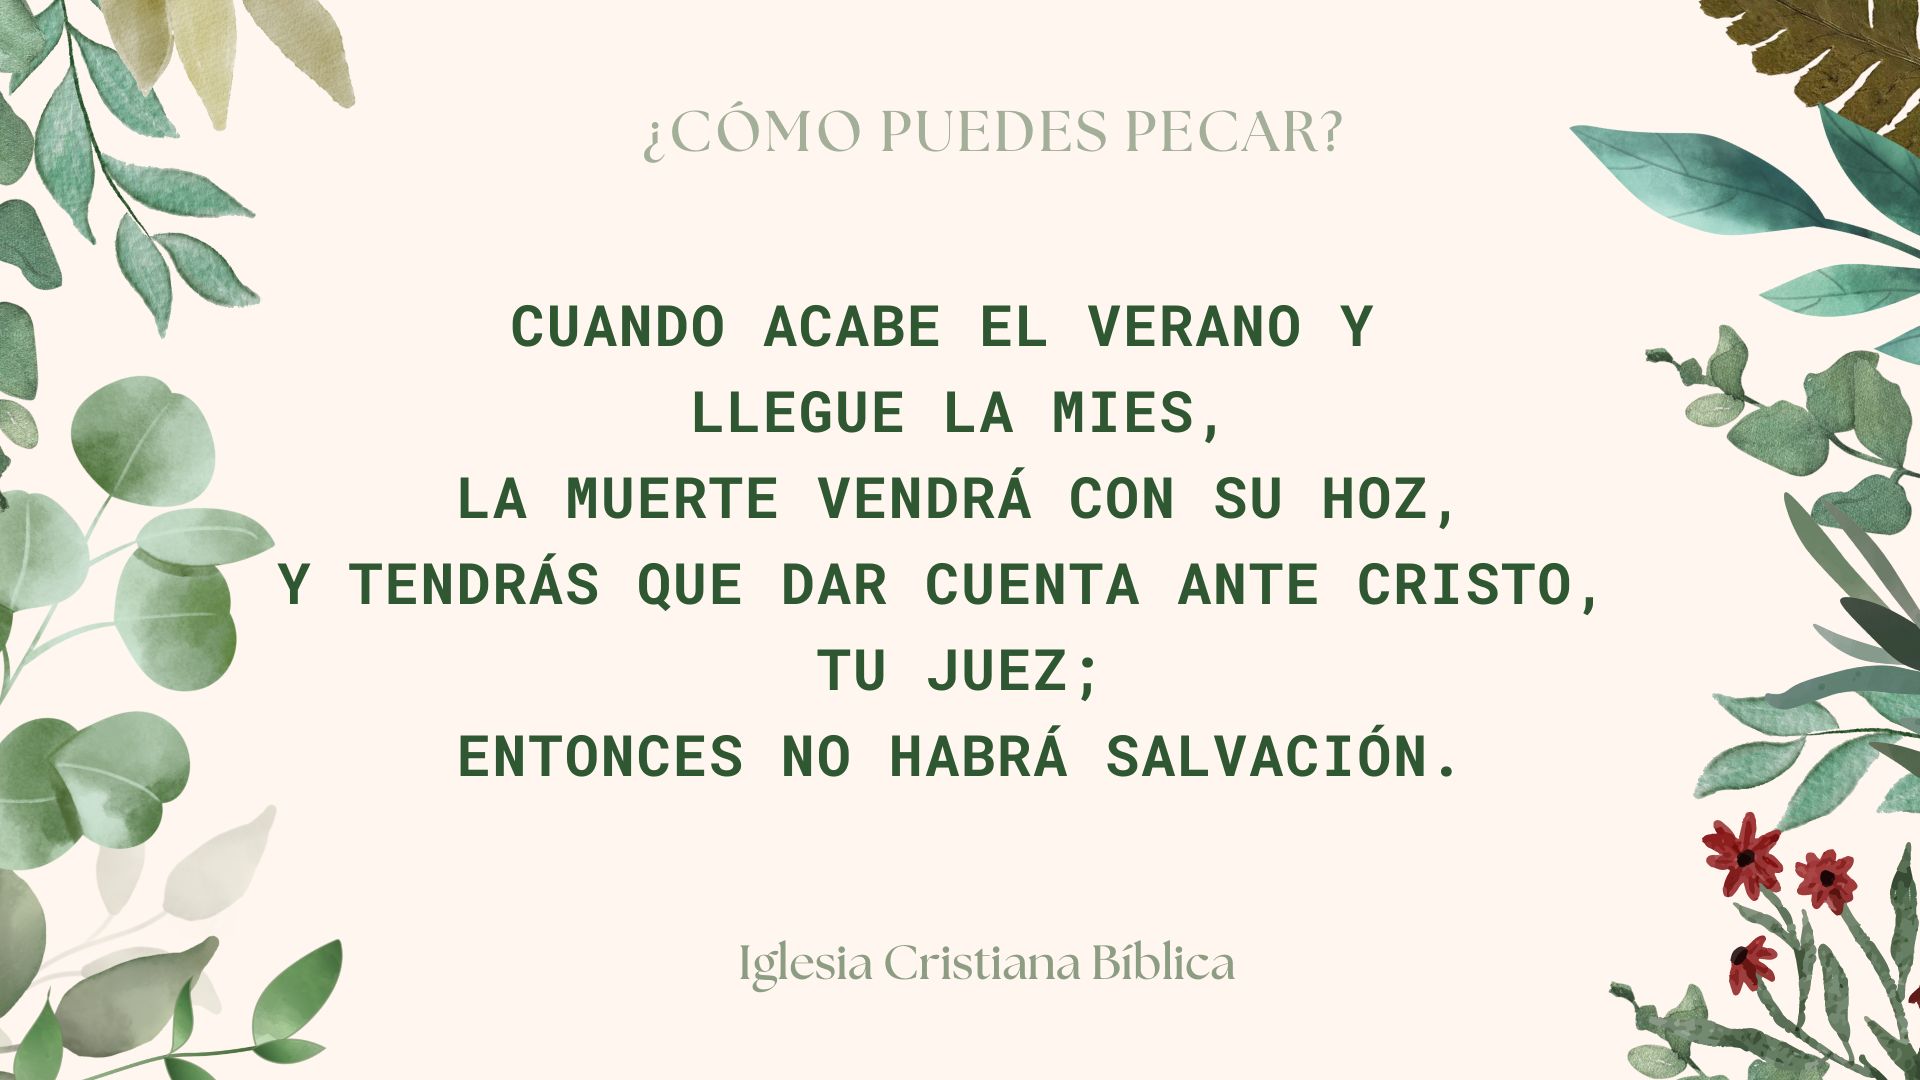 ¿CÓMO PUEDES PECAR?
CUANDO ACABE EL VERANO Y
LLEGUE LA MIES,
LA MUERTE VENDRÁ CON SU HOZ,
Y TENDRÁS QUE DAR CUENTA ANTE CRISTO,
TU JUEZ;
ENTONCES NO HABRÁ SALVACIÓN.
Iglesia Cristiana Bíblica